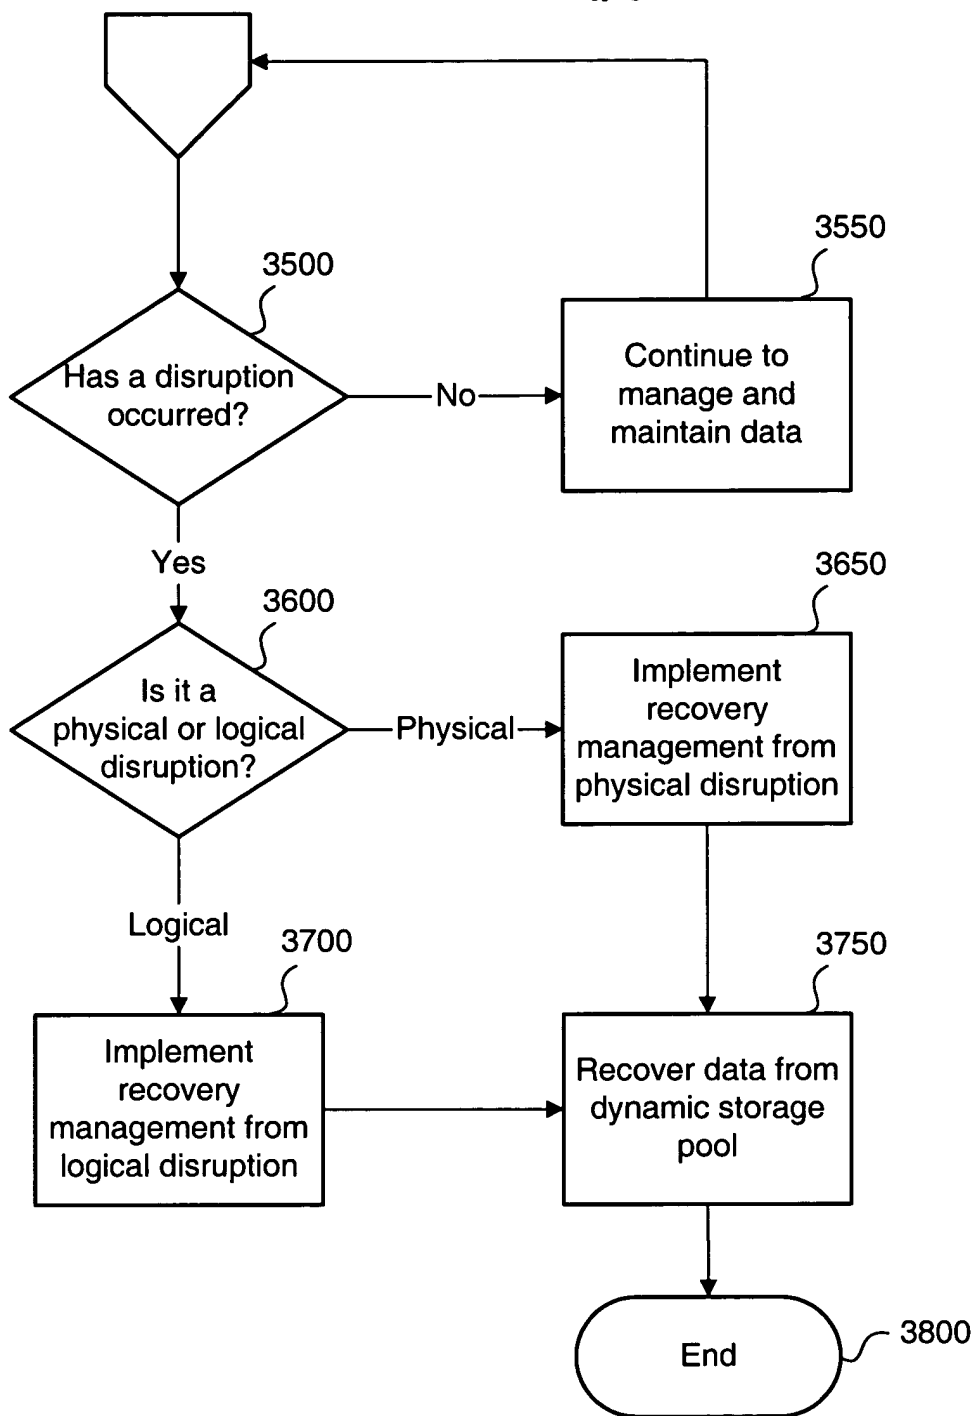 3550
3500
Has a disruption
occurred?
No
Continue to
manage and
maintain data
Yes
3650
3600
Is it a
physical or logical
disruption?
Physical
Implement
recovery
management from
physical disruption
Logical
3700
3750
Implement
recovery
management from
logical disruption
Recover data from
dynamic storage
pool
End
3800